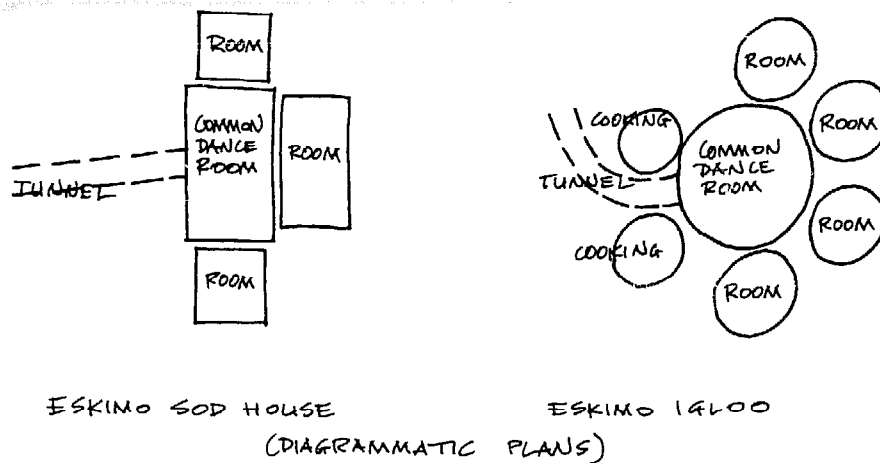 ROOM
COMMON
DANCE
ROOM
ROOM
TUNNEL
ROOM
ROOM
COOKING
ROOM
COMMON
DANCE
ROOM
TUNNEL
ROOM
COOKING
ROOM
ESKIMO SOD HOUSE
ESKIMO IGLOO
(DIAGRAMMATIC PLANS)